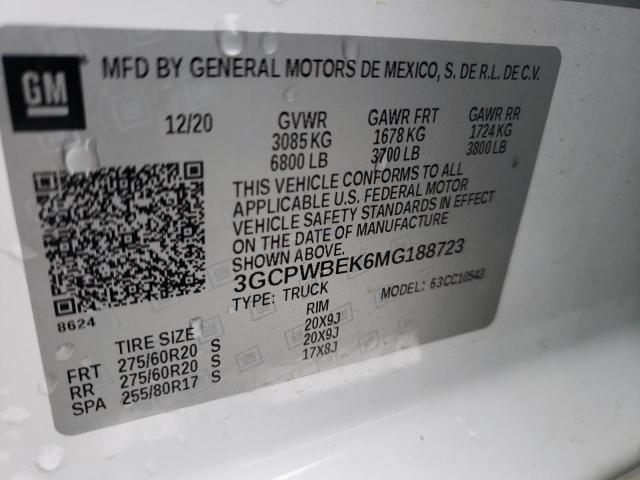 GM
MFD BY GENERAL MOTORS DE MEXICO, S. DE R.L. DE C.V.
12/20 GVWR GAWR FRT GAWR RR
3085 KG 1678 KG 1724 KG
6800 LB 3700 LB 3800 LB
THIS VEHICLE CONFORMS TO ALL
APPLICABLE U.S. FEDERAL MOTOR
VEHICLE SAFETY STANDARDS IN EFFECT
ON THE DATE OF MANUFACTURE
SHOWN ABOVE.
3GCPWBEK6MG188723
TYPE: TRUCK MODEL: 63CC10543
8624
TIRE SIZE RIM
FRT 275/60R20 S 20X9J
RR 275/60R20 S 20X9J
SPA 255/80R17 S 17X8J